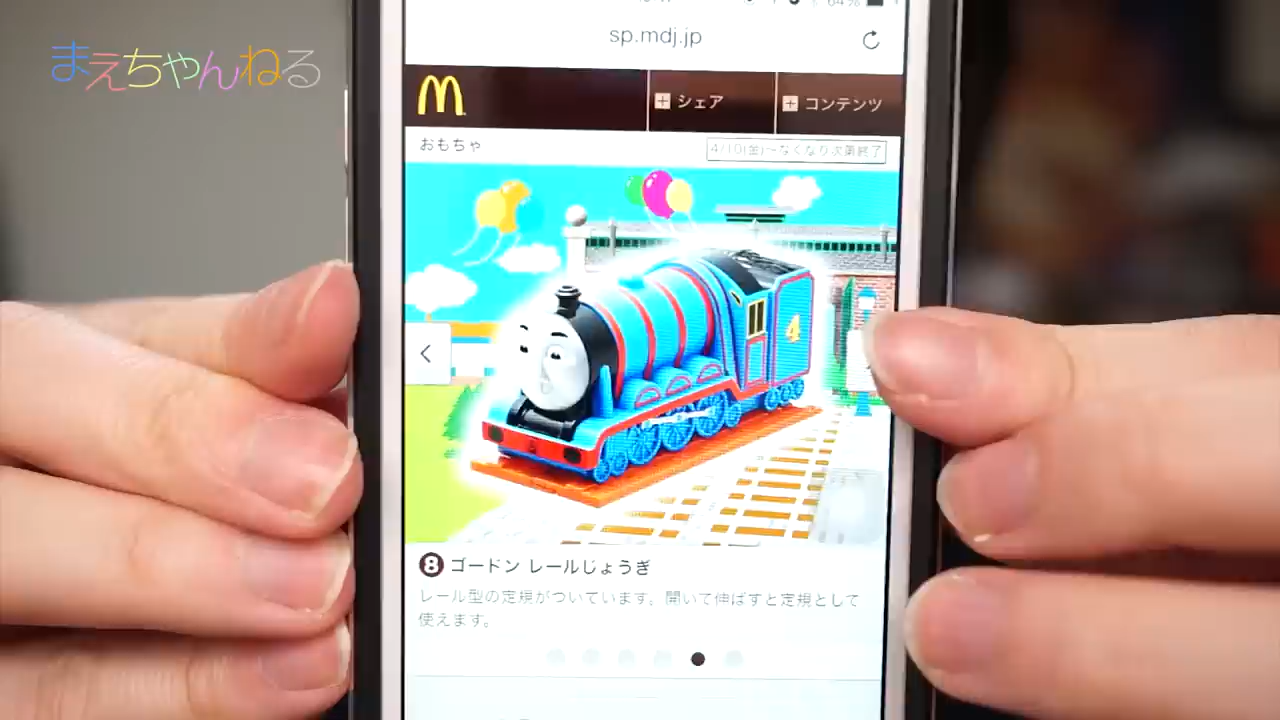 まえちゃんねる
64%
sp.mdj.jp
シェア
コンテンツ
おもちゃ
4/10(金)～なくなり次第終了
4
8 ゴードン レールじょうぎ
レール型の定規がついています。開いて伸ばすと定規として
使えます。